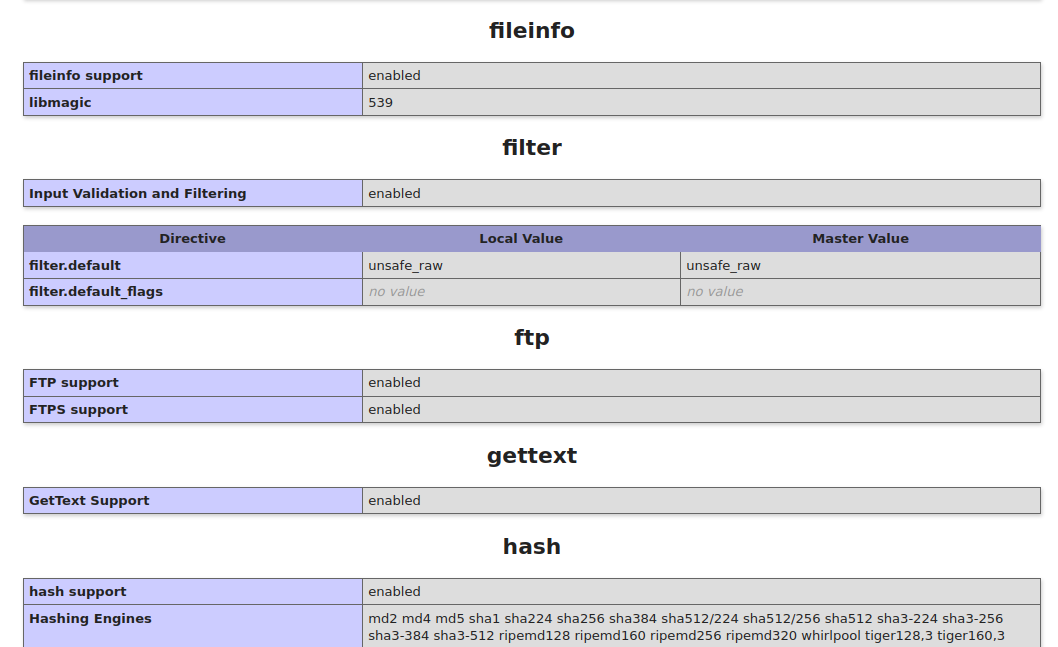 fileinfo
fileinfo support enabled
libmagic 539
filter
Input Validation and Filtering enabled
Directive Local Value Master Value
filter.default unsafe_raw unsafe_raw
filter.default_flags no value no value
ftp
FTP support enabled
FTPS support enabled
gettext
GetText Support enabled
hash
hash support enabled
Hashing Engines md2 md4 md5 sha1 sha224 sha256 sha384 sha512/224 sha512/256 sha512 sha3-224 sha3-256
sha3-384 sha3-512 ripemd128 ripemd160 ripemd256 ripemd320 whirlpool tiger128,3 tiger160,3